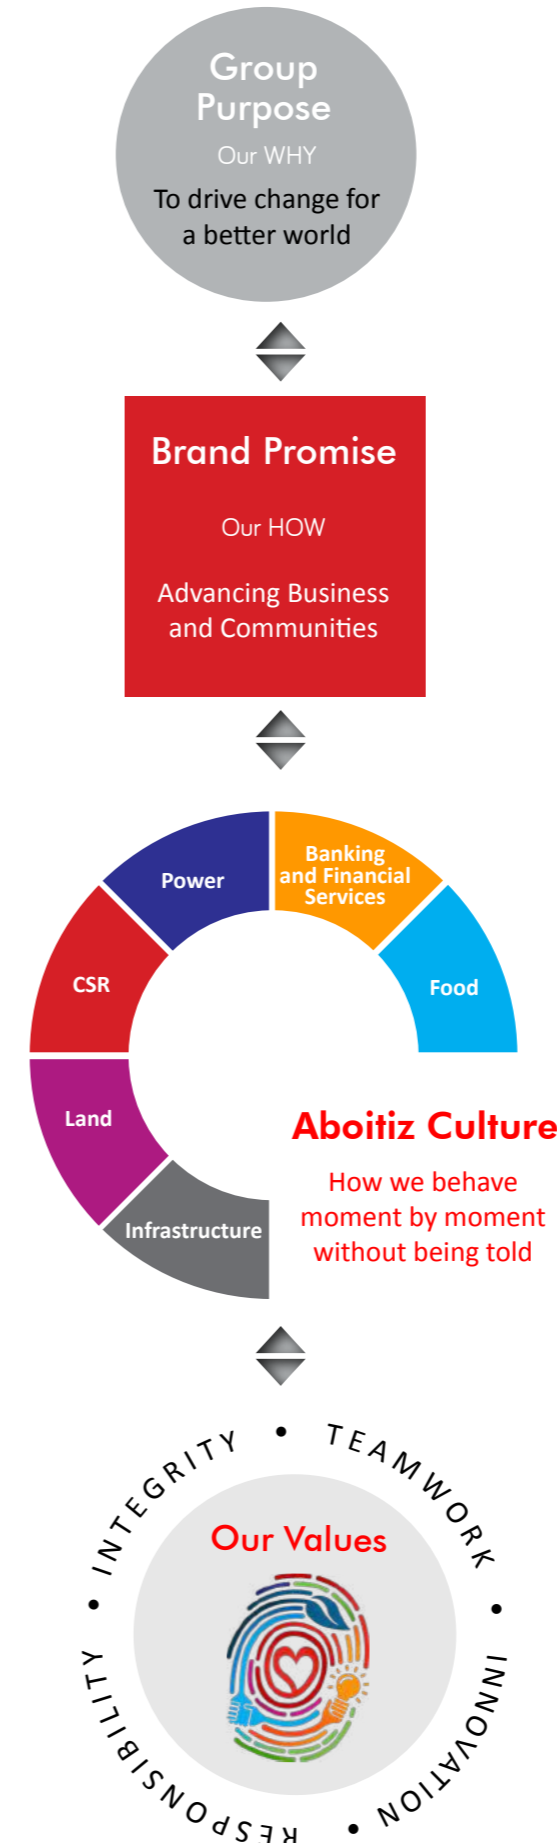 Group
Purpose
Our WHY
To drive change for
a better world
Brand Promise
Our HOW
Advancing Business
and Communities
Power
Banking
and Financial
Services
CSR
Food
Land
Infrastructure
Aboitiz Culture
How we behave
moment by moment
without being told
INTEGRITY • TEAMWORK • INNOVATION • RESPONSIBILITY •
Our Values